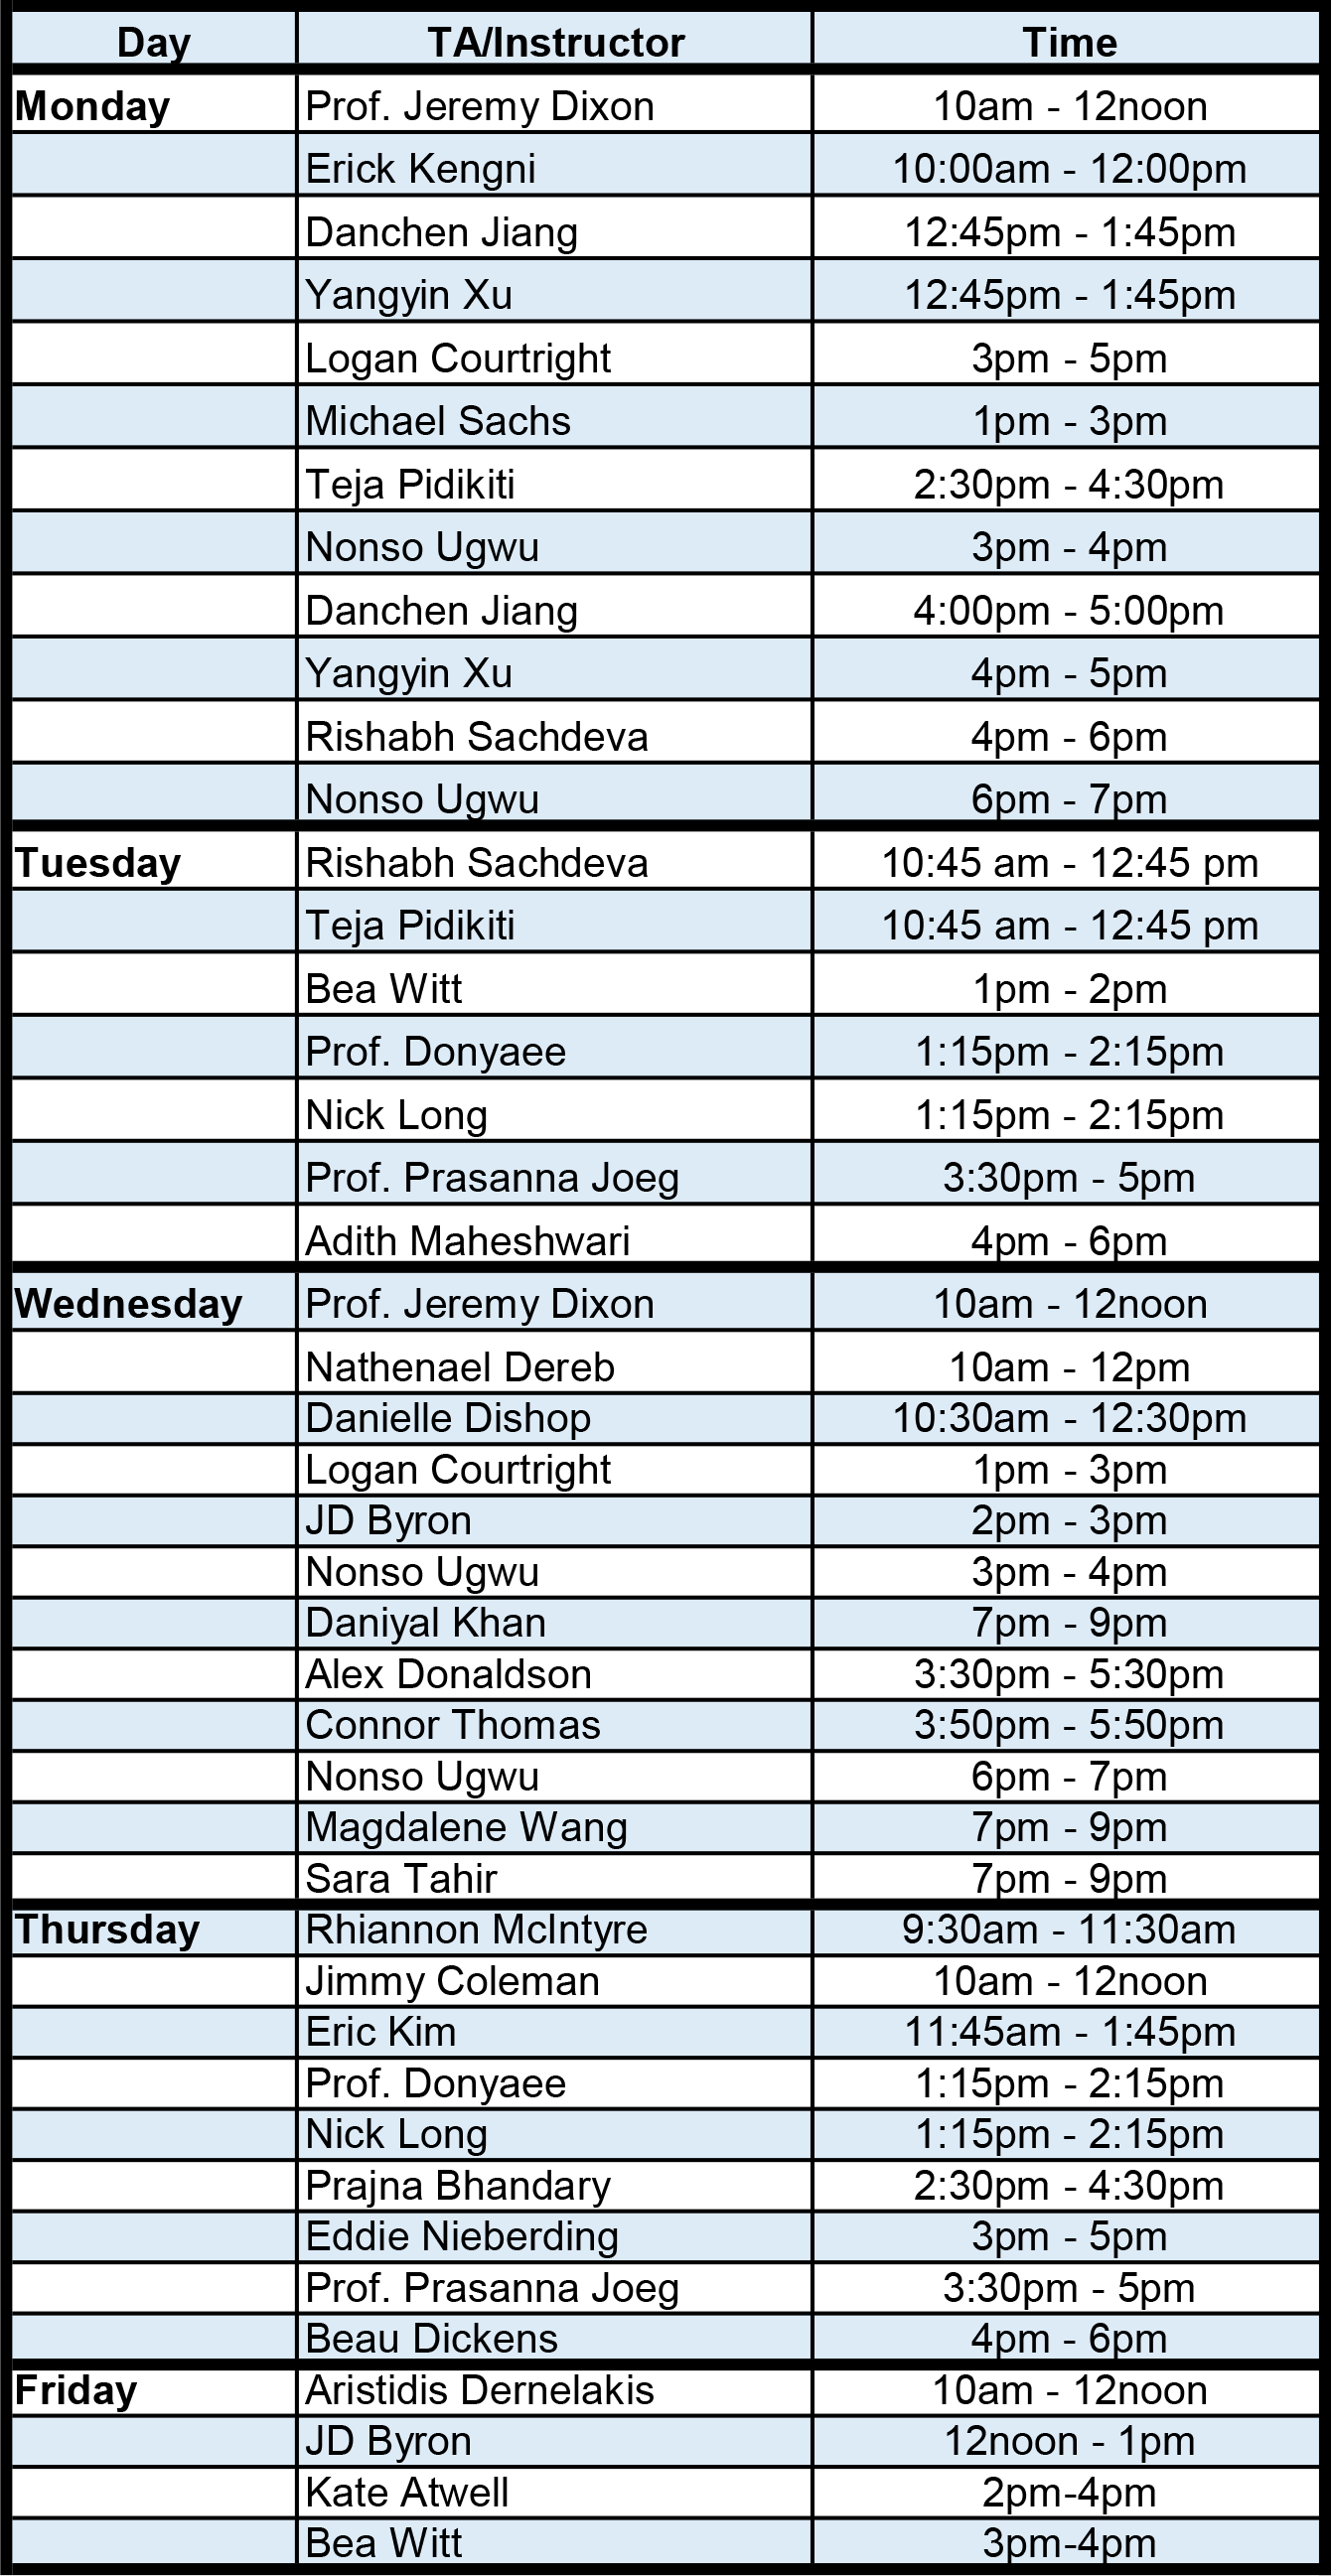 Day TA/Instructor Time
Monday Prof. Jeremy Dixon 10am - 12noon
Erick Kengni 10:00am - 12:00pm
Danchen Jiang 12:45pm - 1:45pm
Yangyin Xu 12:45pm - 1:45pm
Logan Courtright 3pm - 5pm
Michael Sachs 1pm - 3pm
Teja Pidikiti 2:30pm - 4:30pm
Nonso Ugwu 3pm - 4pm
Danchen Jiang 4:00pm - 5:00pm
Yangyin Xu 4pm - 5pm
Rishabh Sachdeva 4pm - 6pm
Nonso Ugwu 6pm - 7pm
Tuesday Rishabh Sachdeva 10:45 am - 12:45 pm
Teja Pidikiti 10:45 am - 12:45 pm
Bea Witt 1pm - 2pm
Prof. Donyaee 1:15pm - 2:15pm
Nick Long 1:15pm - 2:15pm
Prof. Prasanna Joeg 3:30pm - 5pm
Adith Maheshwari 4pm - 6pm
Wednesday Prof. Jeremy Dixon 10am - 12noon
Nathenael Dereb 10am - 12pm
Danielle Dishop 10:30am - 12:30pm
Logan Courtright 1pm - 3pm
JD Byron 2pm - 3pm
Nonso Ugwu 3pm - 4pm
Daniyal Khan 7pm - 9pm
Alex Donaldson 3:30pm - 5:30pm
Connor Thomas 3:50pm - 5:50pm
Nonso Ugwu 6pm - 7pm
Magdalene Wang 7pm - 9pm
Sara Tahir 7pm - 9pm
Thursday Rhiannon McIntyre 9:30am - 11:30am
Jimmy Coleman 10am - 12noon
Eric Kim 11:45am - 1:45pm
Prof. Donyaee 1:15pm - 2:15pm
Nick Long 1:15pm - 2:15pm
Prajna Bhandary 2:30pm - 4:30pm
Eddie Nieberding 3pm - 5pm
Prof. Prasanna Joeg 3:30pm - 5pm
Beau Dickens 4pm - 6pm
Friday Aristidis Dernelakis 10am - 12noon
JD Byron 12noon - 1pm
Kate Atwell 2pm-4pm
Bea Witt 3pm-4pm